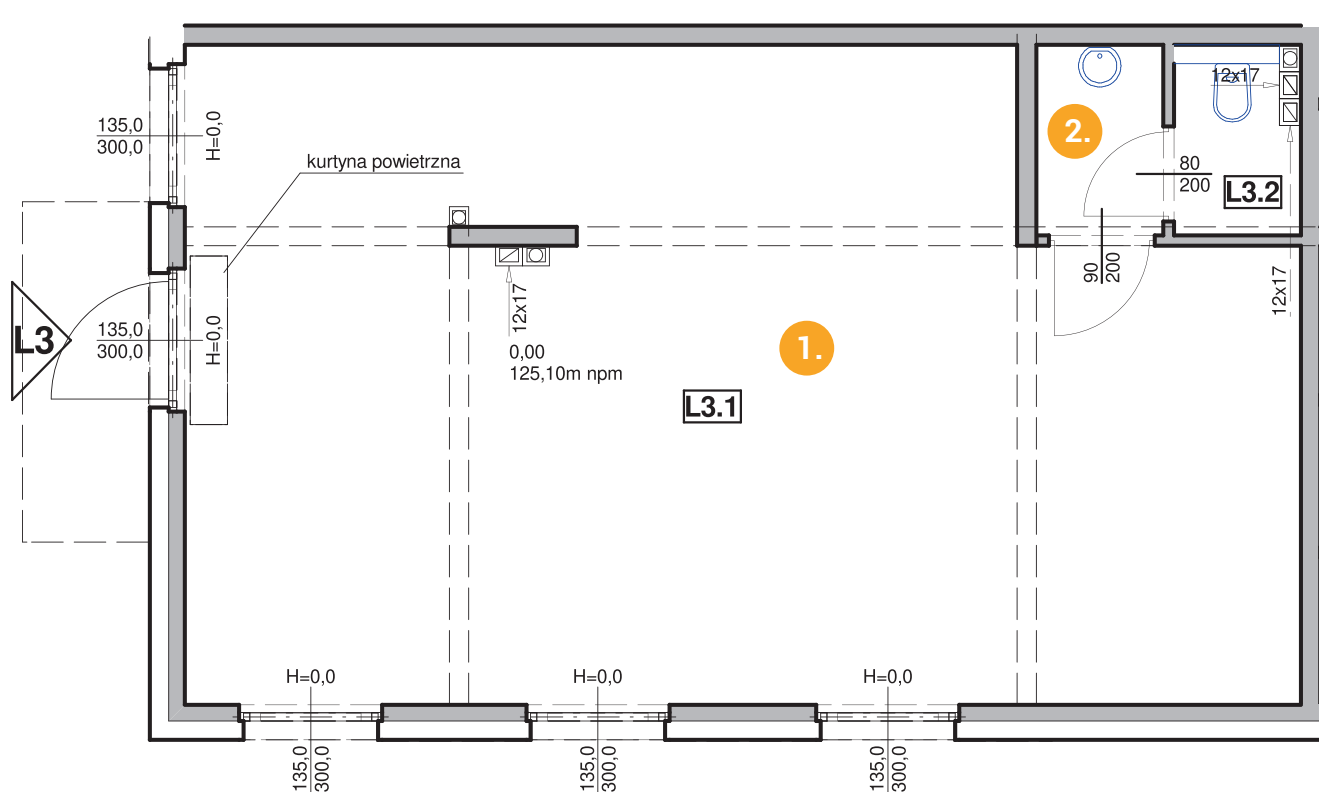 12x17
135,0
300,0
H=0,0
kurtyna powietrzna
2.
80
200
L3.2
90
200
12x17
L3
135,0
300,0
H=0,0
12x17
0,00
125,10m npm
1.
L3.1
H=0,0
H=0,0
H=0,0
135,0
300,0
135,0
300,0
135,0
300,0